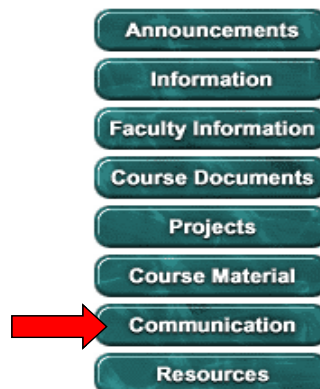 Announcements
Information
Faculty Information
Course Documents
Projects
Course Material
Communication
Resources